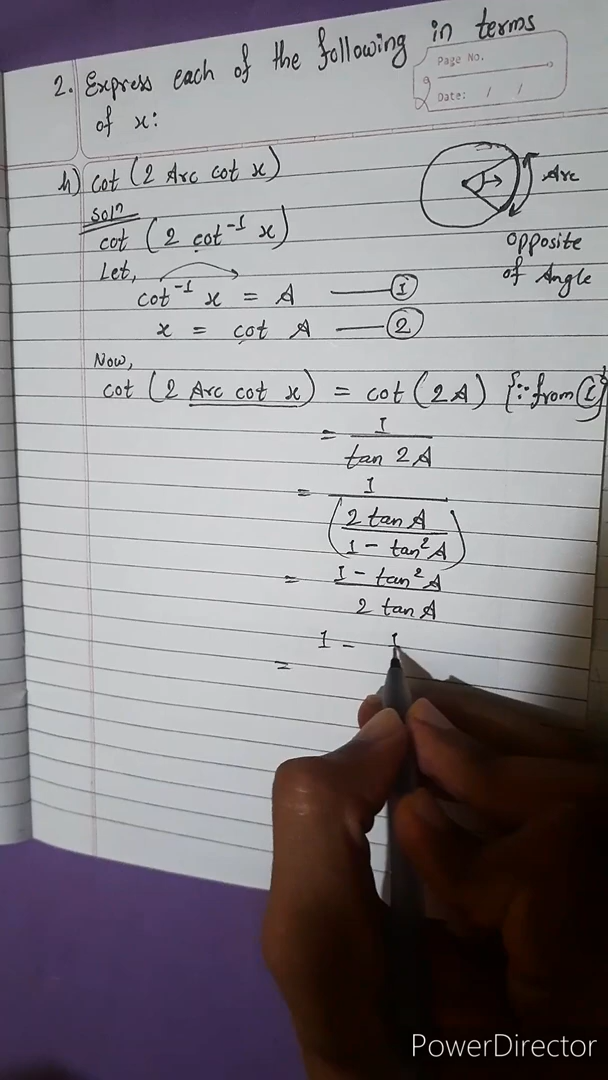 2. Express each of the following in terms
of x:
Page No.
Date: / /
h) cot (2 Arc cot x)
Arc
opposite
of Angle
Solⁿ
cot (2 cot⁻¹ x)
Let,
cot⁻¹ x = A —— ①
x = cot A —— ②
Now,
cot (2 Arc cot x) = cot (2A) {∵ from ①}
= 1 / tan 2A
= 1 / (2 tan A / 1 - tan² A)
= 1 - tan² A / 2 tan A
= 1 - 1
PowerDirector